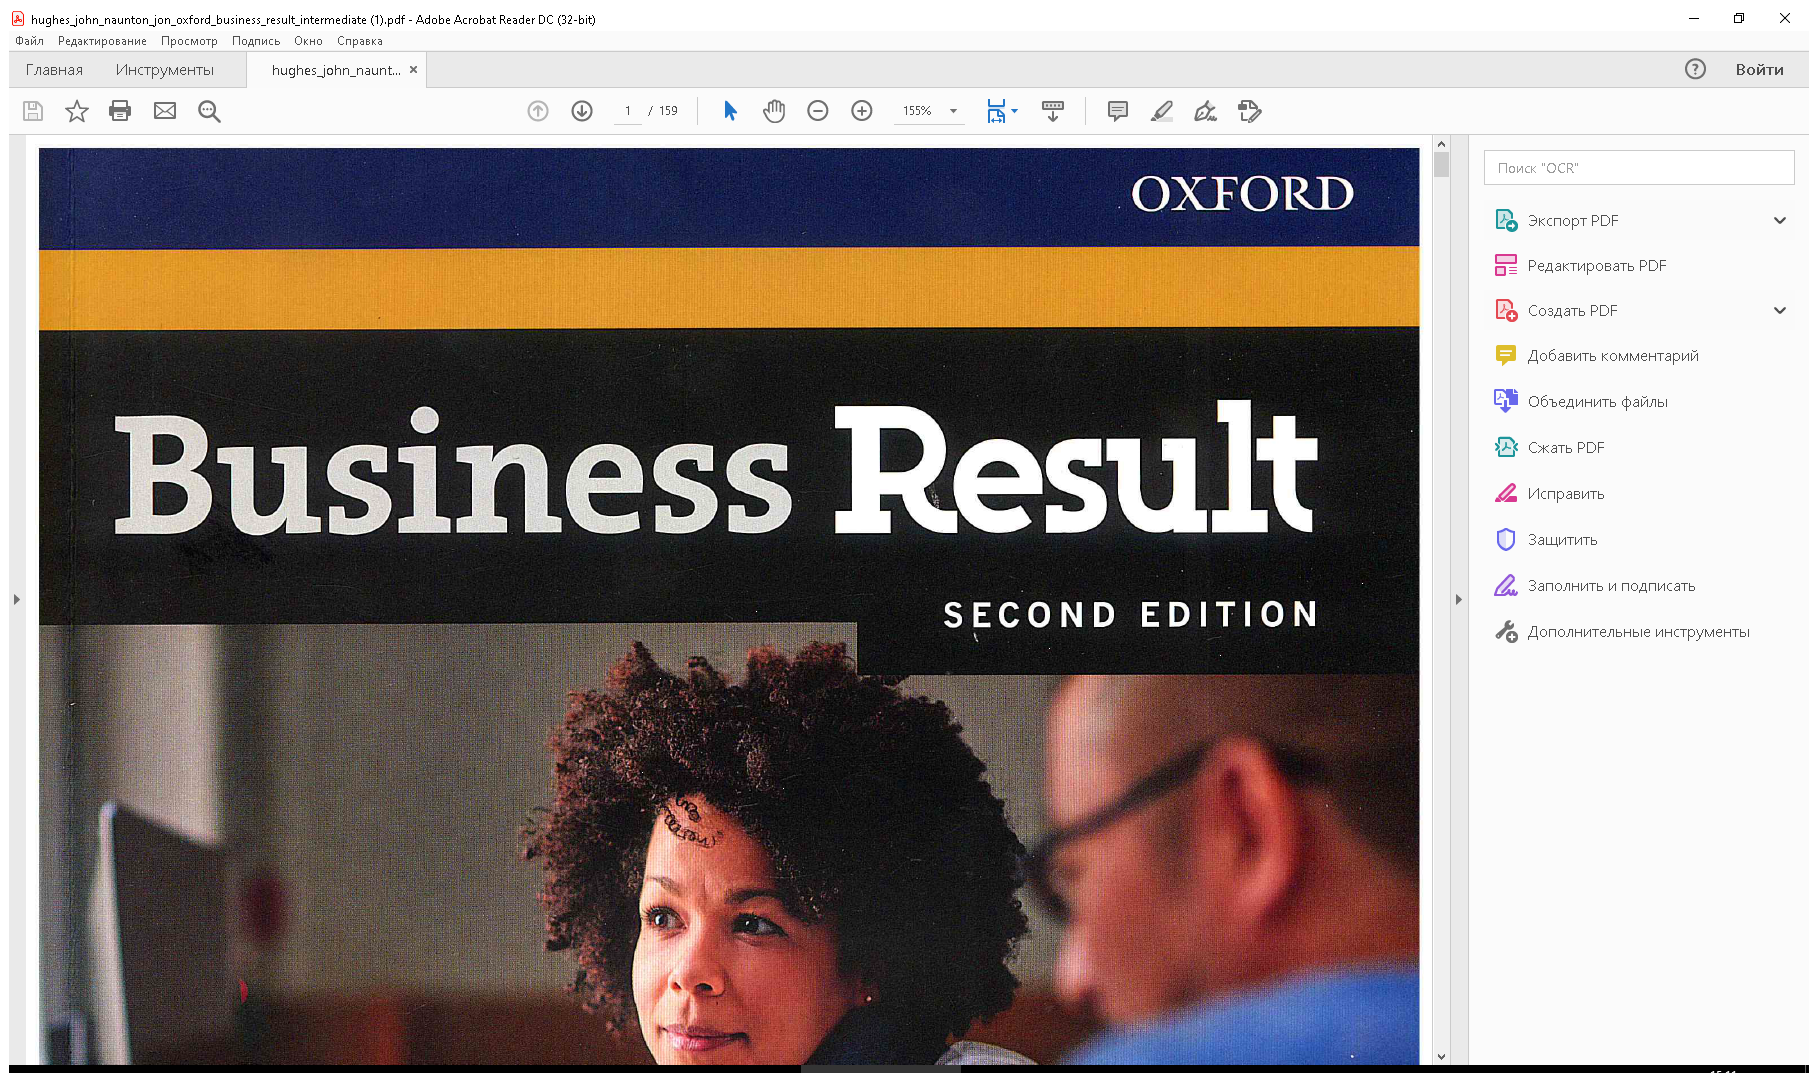 hughes_john_naunton_jon_oxford_business_result_intermediate (1).pdf - Adobe Acrobat Reader DC (32-bit)
Файл Редактирование Просмотр Подпись Окно Справка
Главная Инструменты hughes_john_naunt... × Войти
1 / 159 155%
OXFORD
Business Result
SECOND EDITION
Поиск "OCR"
Экспорт PDF
Редактировать PDF
Создать PDF
Добавить комментарий
Объединить файлы
Сжать PDF
Исправить
Защитить
Заполнить и подписать
Дополнительные инструменты